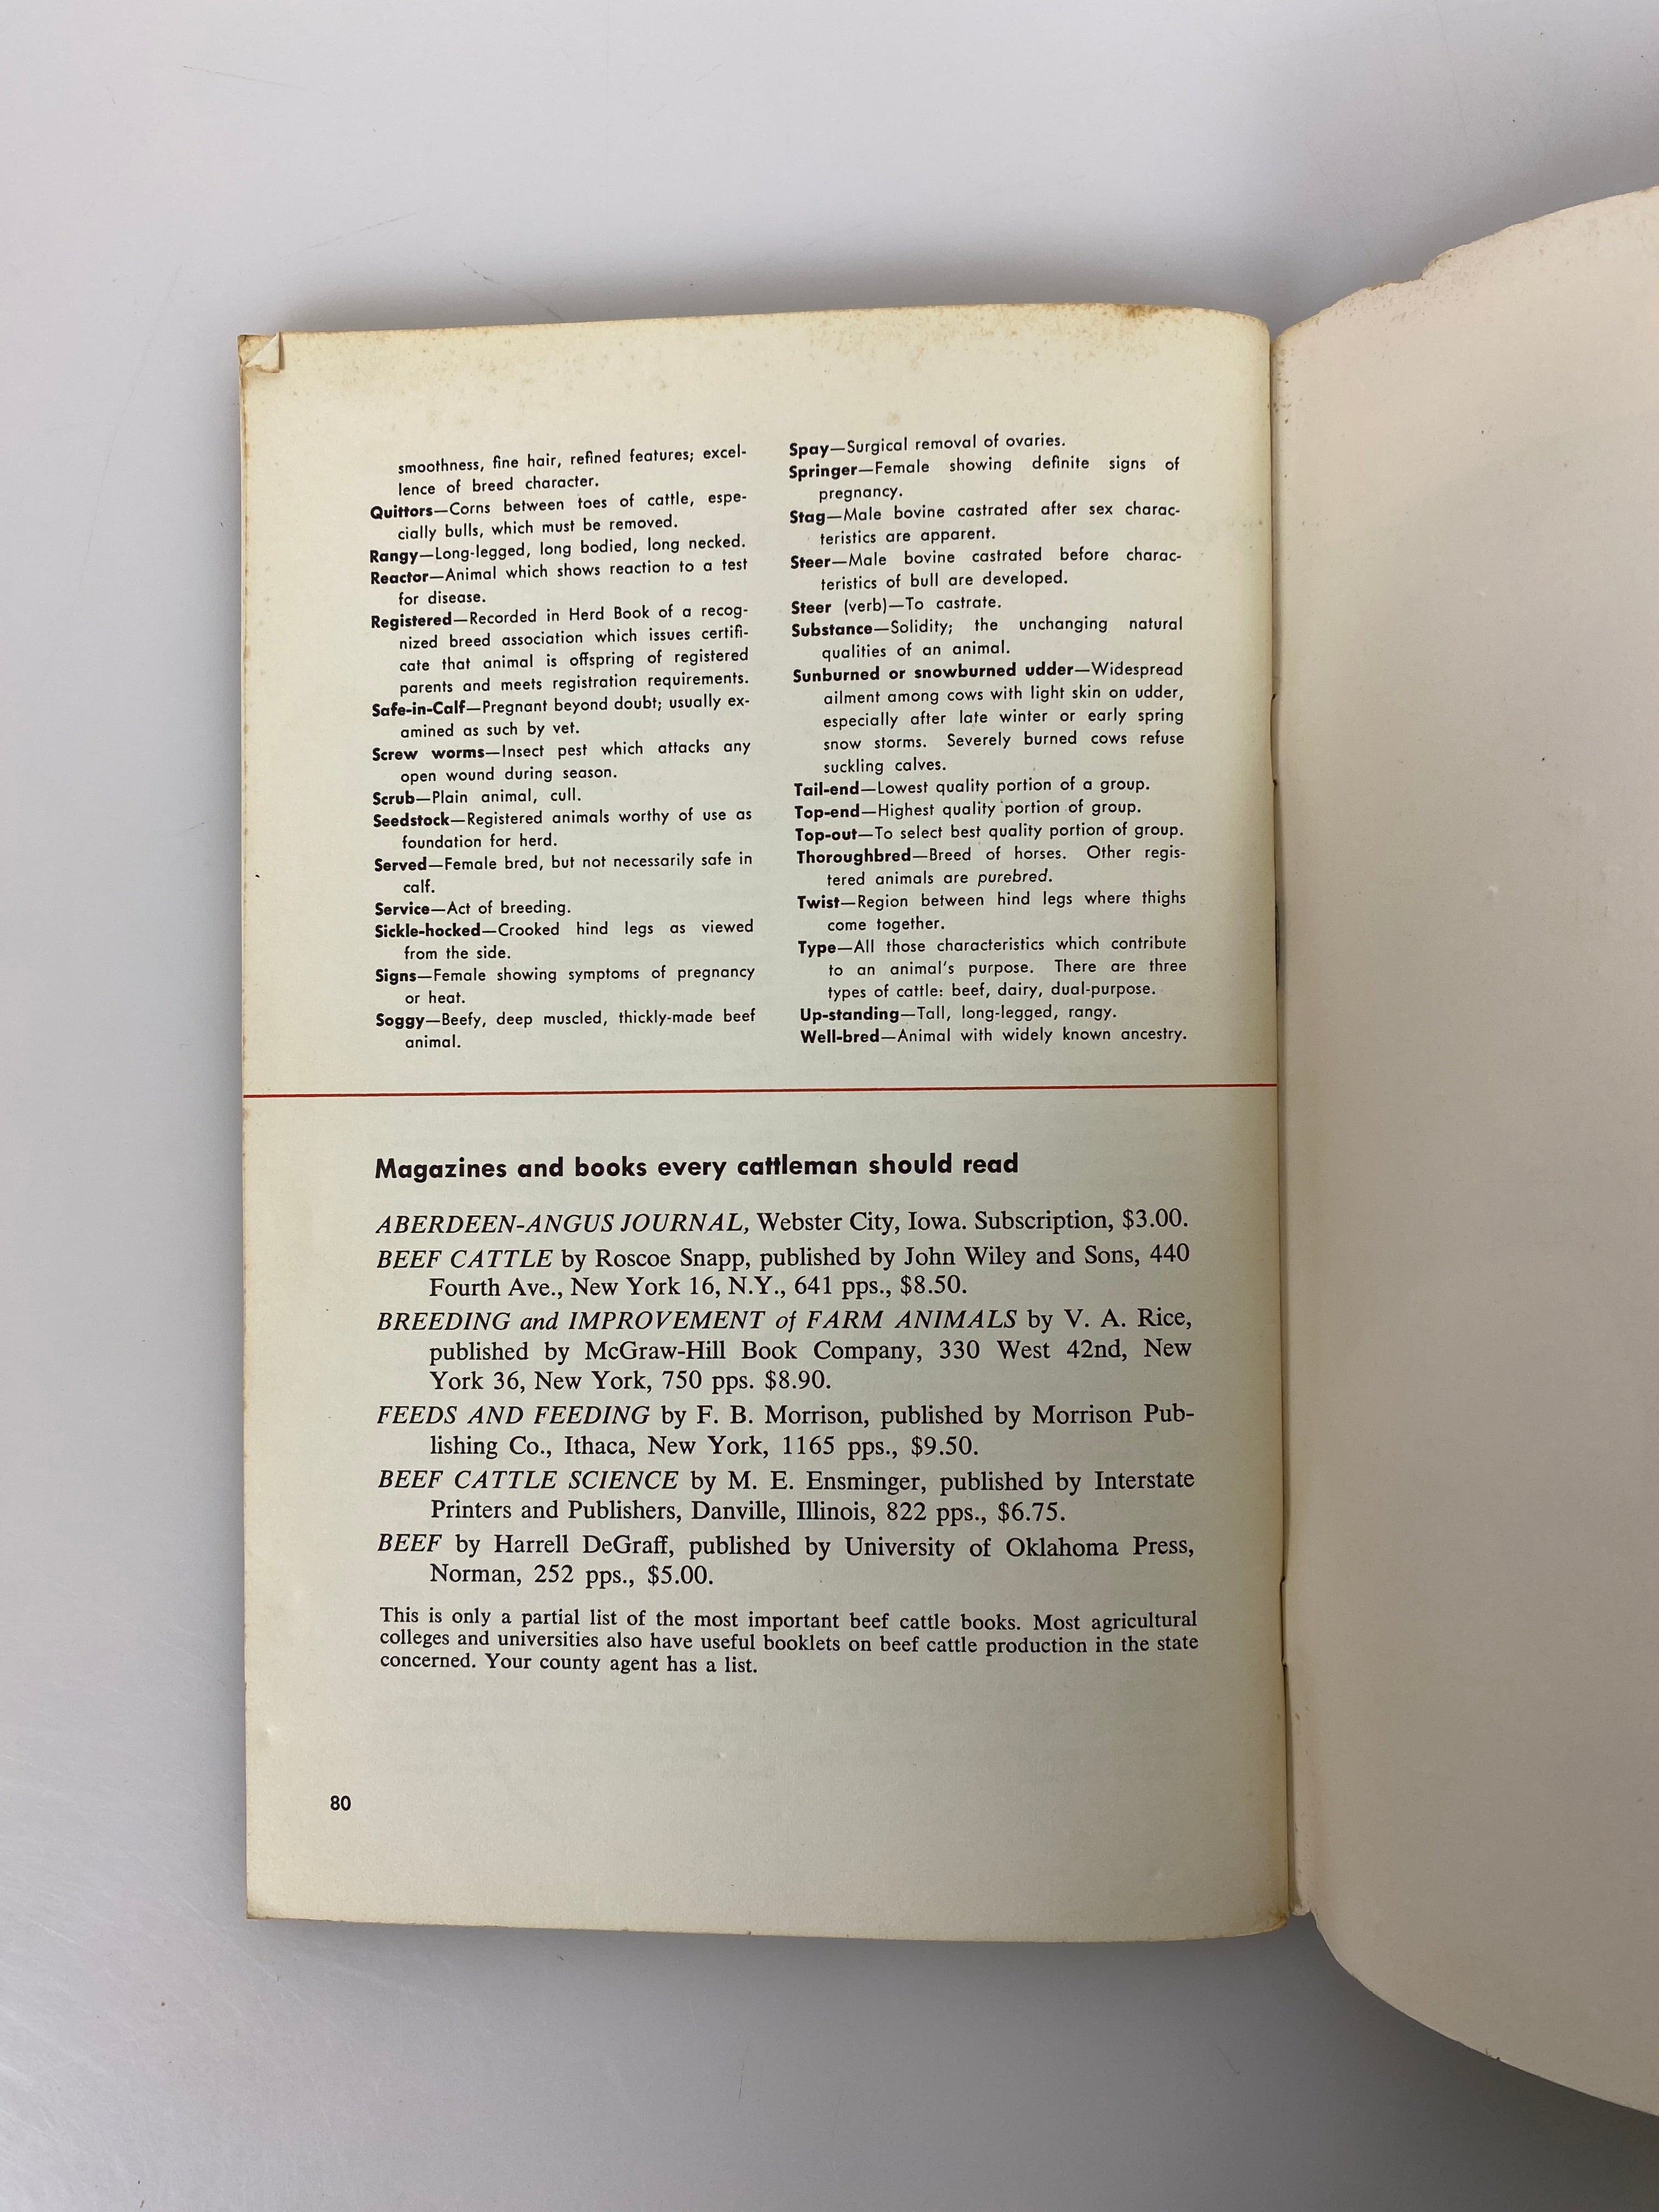 smoothness, fine hair, refined features; excel-
lence of breed character.
Quittors—Corns between toes of cattle, espe-
cially bulls, which must be removed.
Rangy—Long-legged, long bodied, long necked.
Reactor—Animal which shows reaction to a test
for disease.
Registered—Recorded in Herd Book of a recog-
nized breed association which issues certifi-
cate that animal is offspring of registered
parents and meets registration requirements.
Safe-in-Calf—Pregnant beyond doubt; usually ex-
amined as such by vet.
Screw worms—Insect pest which attacks any
open wound during season.
Scrub—Plain animal, cull.
Seedstock—Registered animals worthy of use as
foundation for herd.
Served—Female bred, but not necessarily safe in
calf.
Service—Act of breeding.
Sickle-hocked—Crooked hind legs as viewed
from the side.
Signs—Female showing symptoms of pregnancy
or heat.
Soggy—Beefy, deep muscled, thickly-made beef
animal.
Spay—Surgical removal of ovaries.
Springer—Female showing definite signs of
pregnancy.
Stag—Male bovine castrated after sex charac-
teristics are apparent.
Steer—Male bovine castrated before charac-
teristics of bull are developed.
Steer (verb)—To castrate.
Substance—Solidity; the unchanging natural
qualities of an animal.
Sunburned or snowburned udder—Widespread
ailment among cows with light skin on udder,
especially after late winter or early spring
snow storms. Severely burned cows refuse
suckling calves.
Tail-end—Lowest quality portion of a group.
Top-end—Highest quality portion of group.
Top-out—To select best quality portion of group.
Thoroughbred—Breed of horses. Other regis-
tered animals are purebred.
Twist—Region between hind legs where thighs
come together.
Type—All those characteristics which contribute
to an animal's purpose. There are three
types of cattle: beef, dairy, dual-purpose.
Up-standing—Tall, long-legged, rangy.
Well-bred—Animal with widely known ancestry.
Magazines and books every cattleman should read
ABERDEEN-ANGUS JOURNAL, Webster City, Iowa. Subscription, $3.00.
BEEF CATTLE by Roscoe Snapp, published by John Wiley and Sons, 440
Fourth Ave., New York 16, N.Y., 641 pps., $8.50.
BREEDING and IMPROVEMENT of FARM ANIMALS by V. A. Rice,
published by McGraw-Hill Book Company, 330 West 42nd, New
York 36, New York, 750 pps. $8.90.
FEEDS AND FEEDING by F. B. Morrison, published by Morrison Pub-
lishing Co., Ithaca, New York, 1165 pps., $9.50.
BEEF CATTLE SCIENCE by M. E. Ensminger, published by Interstate
Printers and Publishers, Danville, Illinois, 822 pps., $6.75.
BEEF by Harrell DeGraff, published by University of Oklahoma Press,
Norman, 252 pps., $5.00.
This is only a partial list of the most important beef cattle books. Most agricultural
colleges and universities also have useful booklets on beef cattle production in the state
concerned. Your county agent has a list.
80